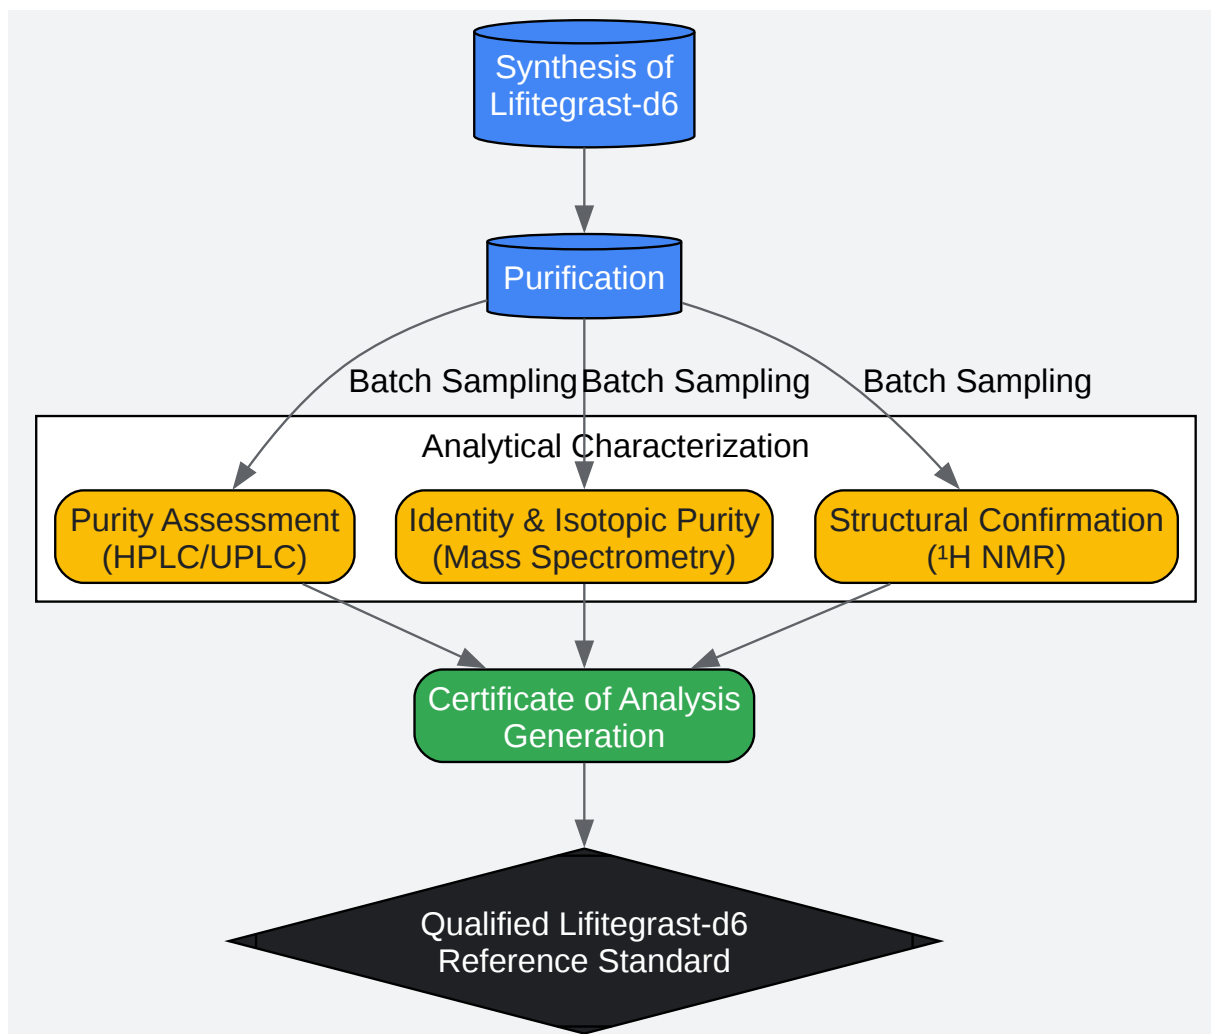 Synthesis of
Lifitegrast-d6
Purification
Batch Sampling
Batch Sampling
Batch Sampling
Analytical Characterization
Purity Assessment
(HPLC/UPLC)
Identity & Isotopic Purity
(Mass Spectrometry)
Structural Confirmation
(¹H NMR)
Certificate of Analysis
Generation
Qualified Lifitegrast-d6
Reference Standard